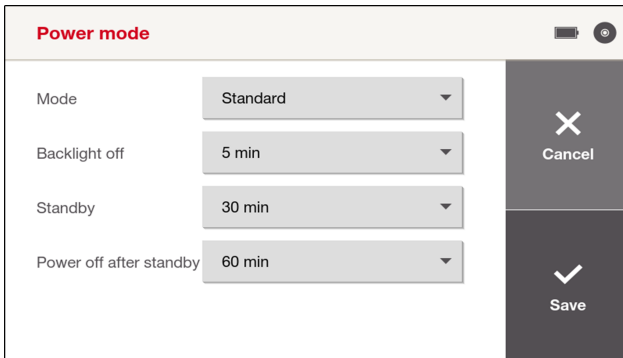 Power mode
Mode Standard
Backlight off 5 min
Standby 30 min
Power off after standby 60 min
Cancel
Save